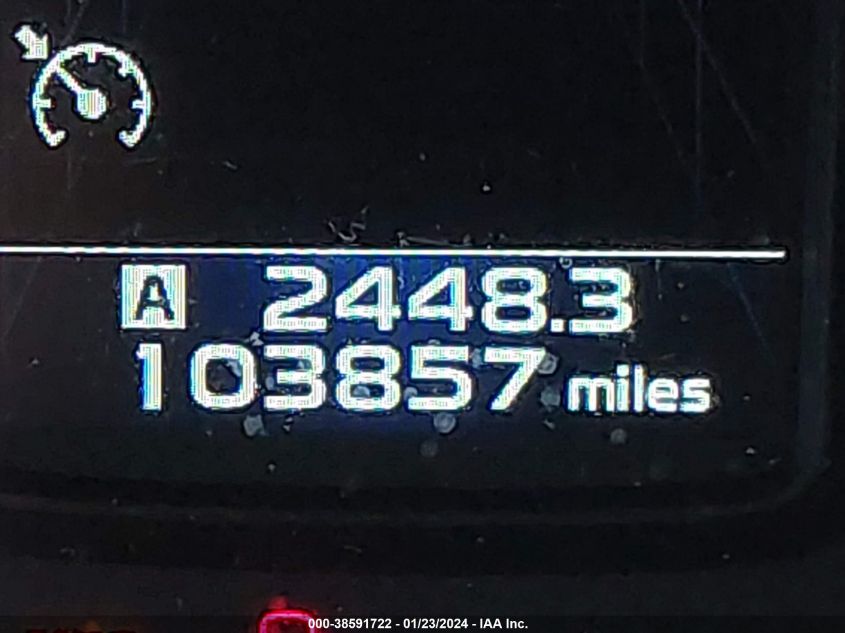 A 2448.3
103857 miles
000-38591722 - 01/23/2024 - IAA Inc.